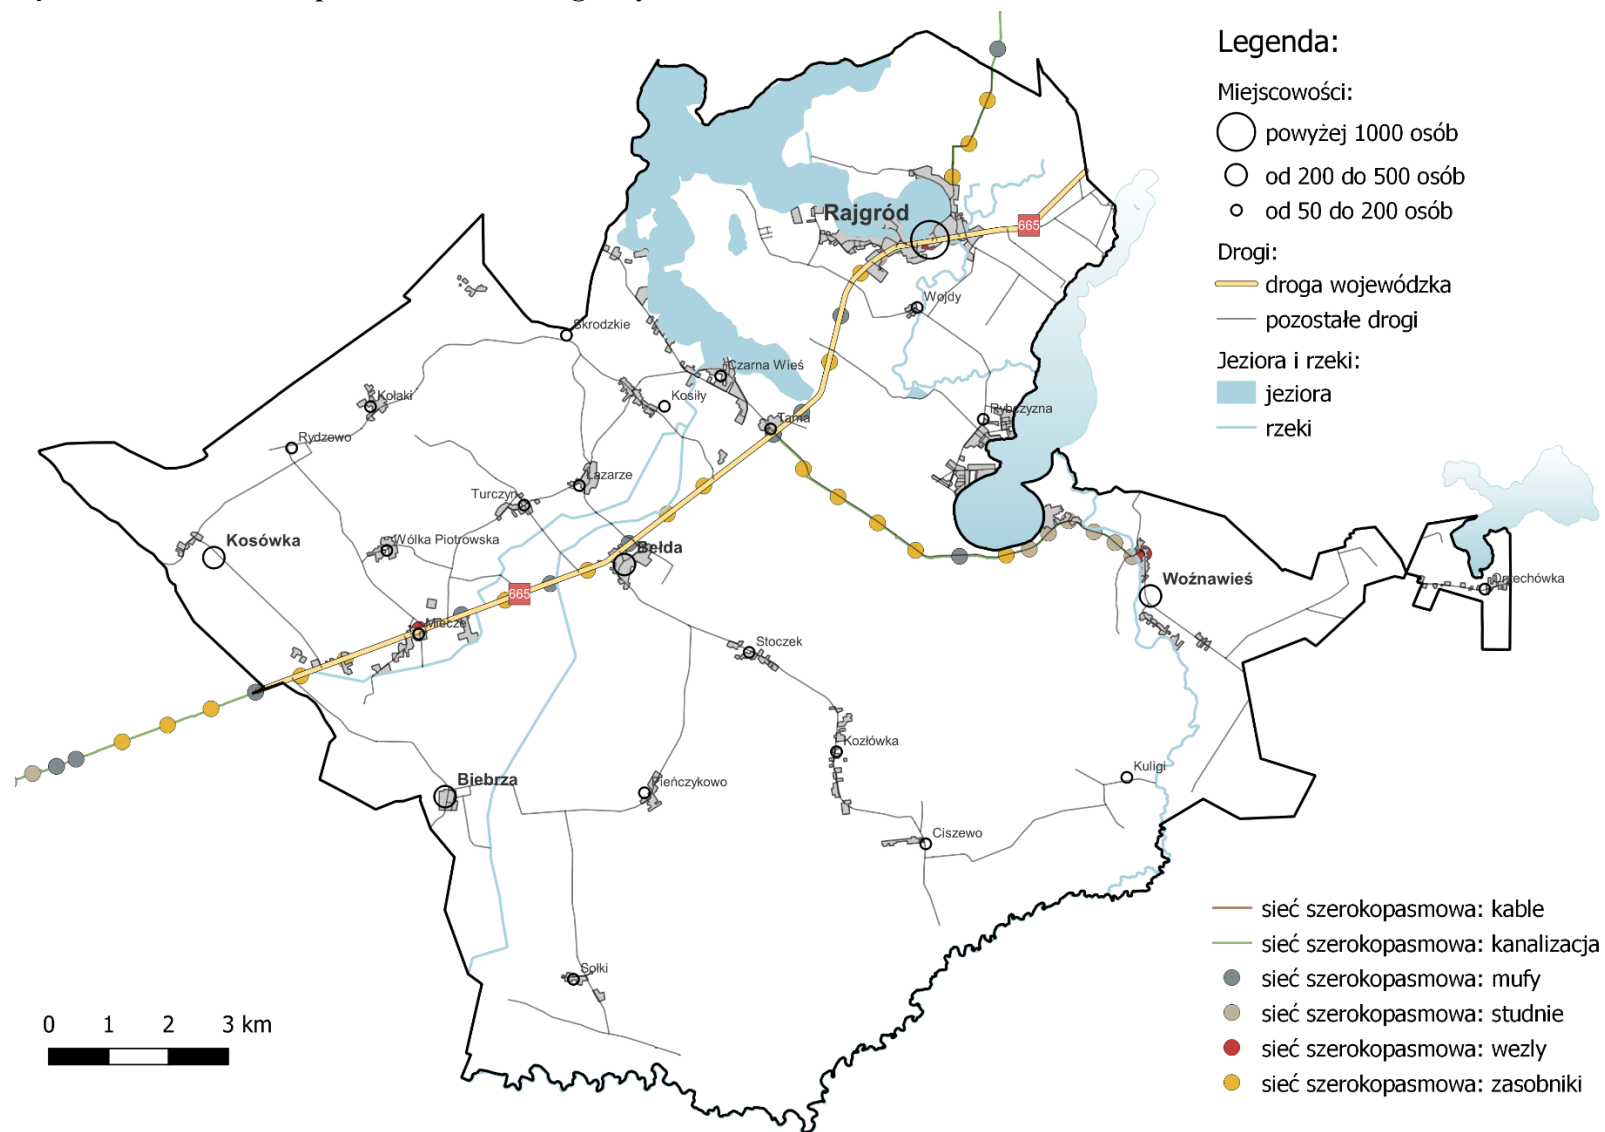 Legenda:
Miejscowości:
powyżej 1000 osób
od 200 do 500 osób
od 50 do 200 osób
Drogi:
droga wojewódzka
pozostałe drogi
Jeziora i rzeki:
jeziora
rzeki
Rajgród
665
Wojdy
Skrodzkie
Czarna Wieś
Kołaki
Kosiły
Rybczyzna
Tama
Rydzewo
Łazarze
Turczyn
Kosówka
Wólka Piotrowska
Bełda
Woźnawieś
665
Miecze
Stoczek
Kozłówka
Kuligi
Biebrza
Pieńczykowo
Ciszewo
Sołki
sieć szerokopasmowa: kable
sieć szerokopasmowa: kanalizacja
sieć szerokopasmowa: mufy
sieć szerokopasmowa: studnie
sieć szerokopasmowa: wezly
sieć szerokopasmowa: zasobniki
0 1 2 3 km